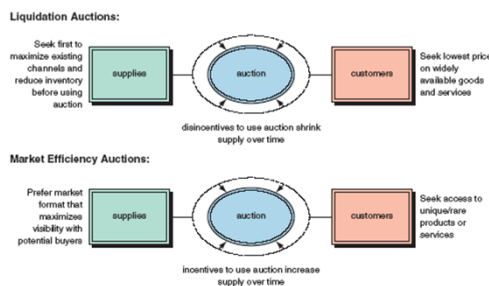 Liquidation Auctions:
Seek first to
maximize existing
channels and
reduce inventory
before using
auction
supplies
auction
customers
Seek lowest price
on widely
available goods
and services
disincentives to use auction shrink
supply over time
Market Efficiency Auctions:
Prefer market
format that
maximizes
visibility with
potential buyers
supplies
auction
customers
Seek access to
unique/rare
products or
services
incentives to use auction increase
supply over time